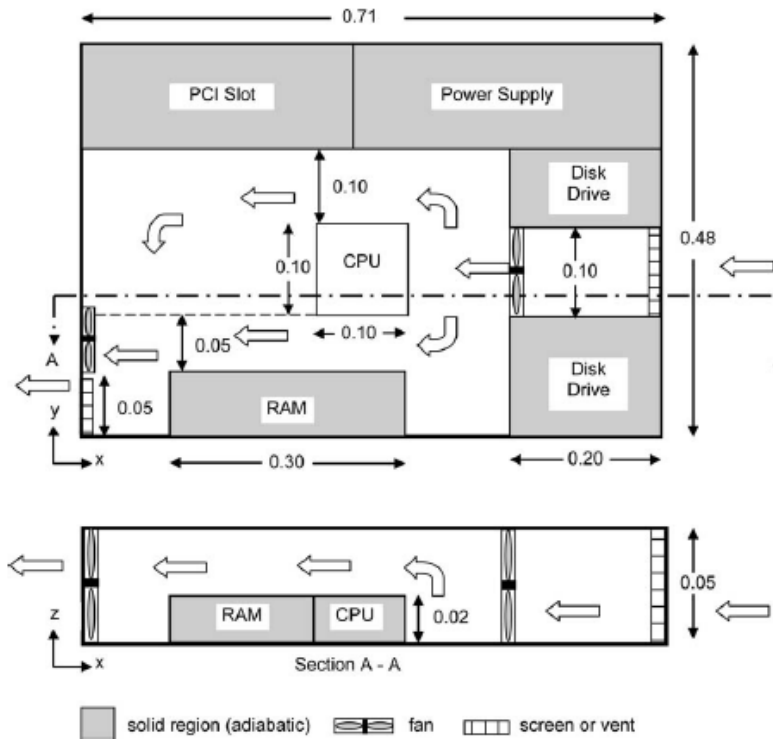 0.71
PCI Slot
Power Supply
Disk
Drive
0.10
0.48
0.10
CPU
0.10
0.10
0.05
A
Disk
Drive
0.05
RAM
y
x
0.30
0.20
0.05
RAM
CPU
0.02
z
x
Section A - A
solid region (adiabatic)
fan
screen or vent